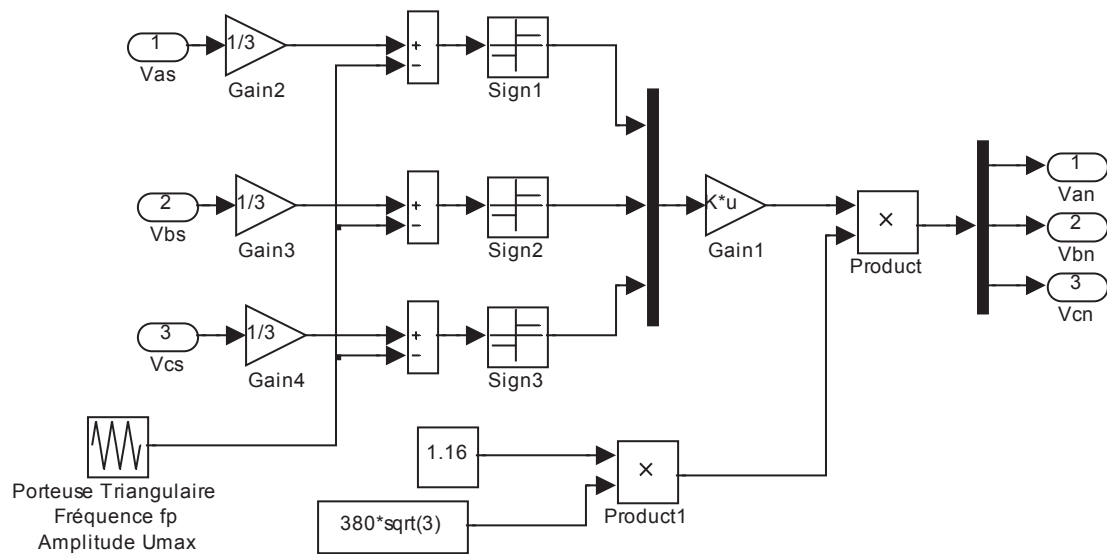 1
Vas
1/3
Gain2
+
−
Sign1
2
Vbs
1/3
Gain3
+
−
Sign2
3
Vcs
1/3
Gain4
+
−
Sign3
K*u
Gain1
×
Product
1
Van
2
Vbn
3
Vcn
Porteuse Triangulaire
Fréquence fp
Amplitude Umax
1.16
380*sqrt(3)
×
Product1